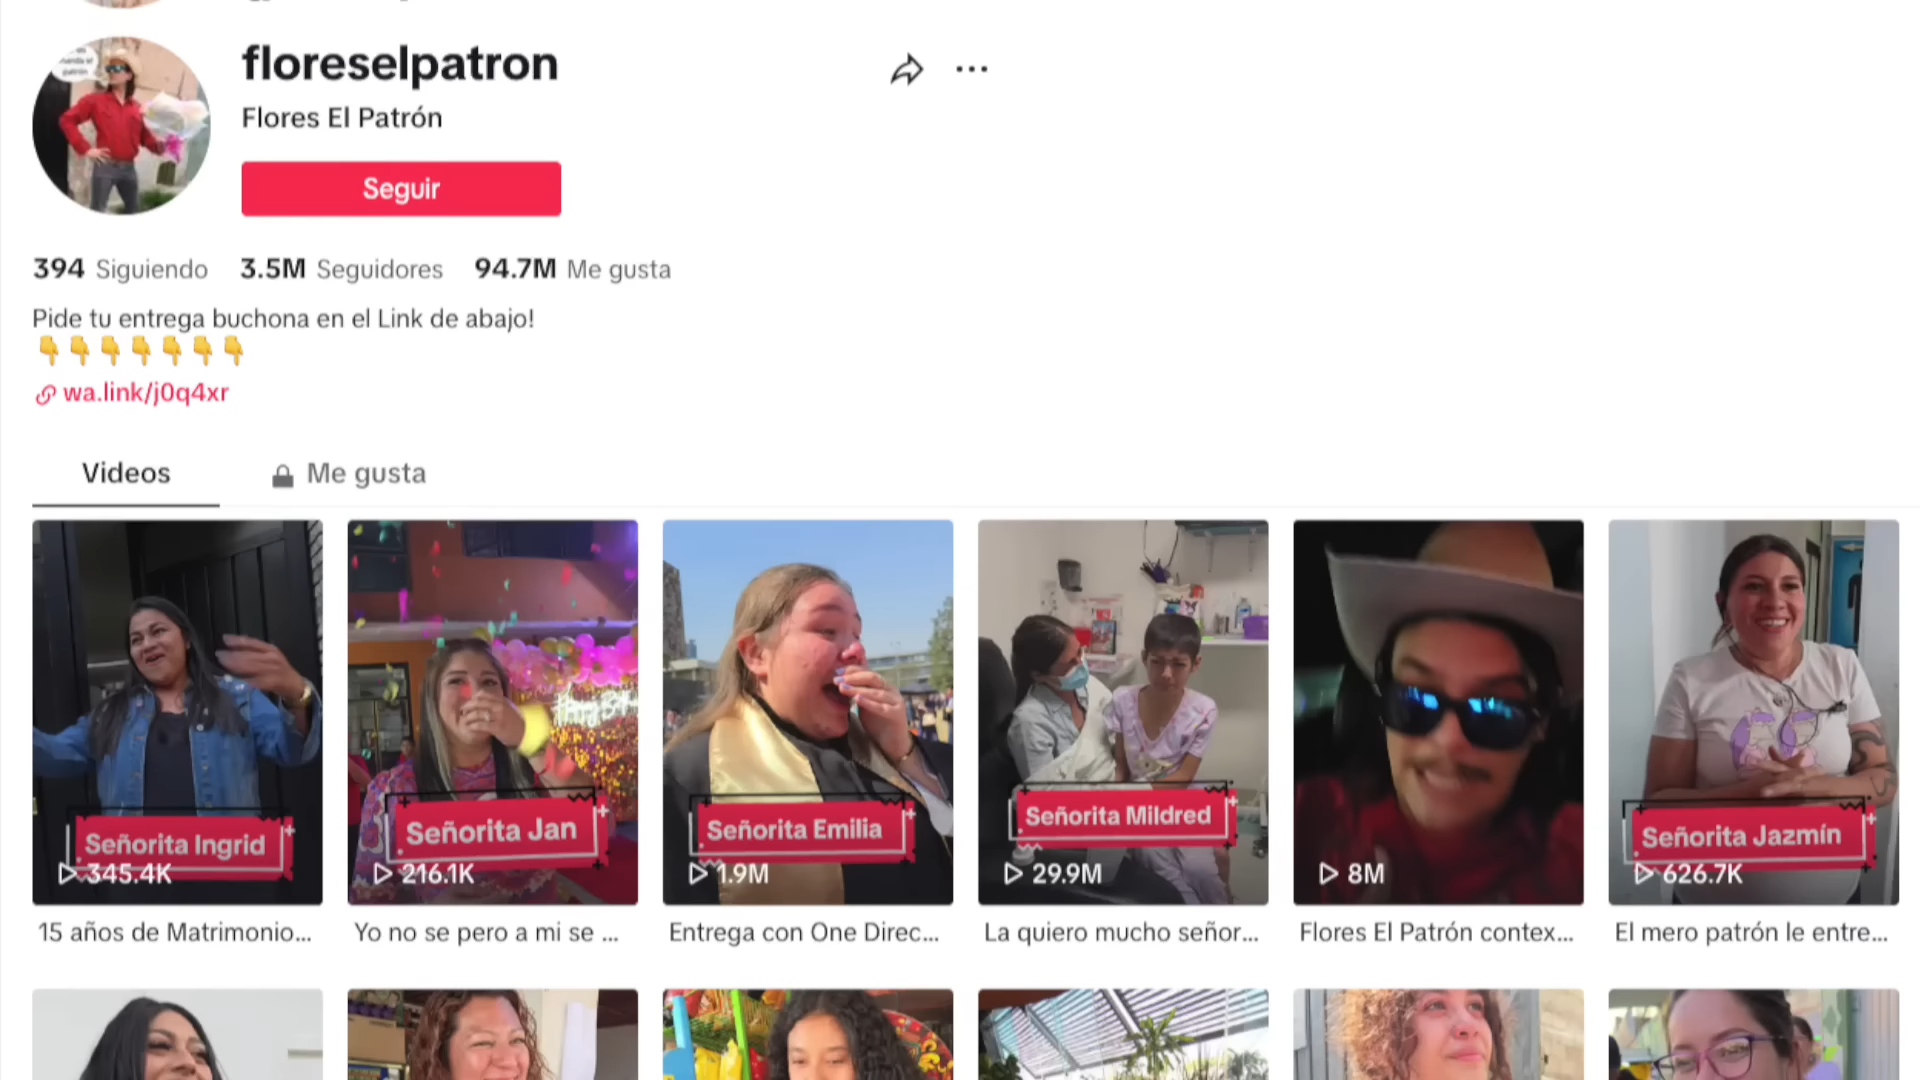 floreselpatron
Flores El Patrón
Seguir
394 Siguiendo 3.5M Seguidores 94.7M Me gusta
Pide tu entrega buchona en el Link de abajo!
👇👇👇👇👇👇👇
wa.link/j0q4xr
Videos Me gusta
Señorita Ingrid
345.4K
15 años de Matrimonio...
Señorita Jan
216.1K
Yo no se pero a mi se ...
Señorita Emilia
1.9M
Entrega con One Direc...
Señorita Mildred
29.9M
La quiero mucho señor...
8M
Flores El Patrón contex...
Señorita Jazmín
626.7K
El mero patrón le entre...